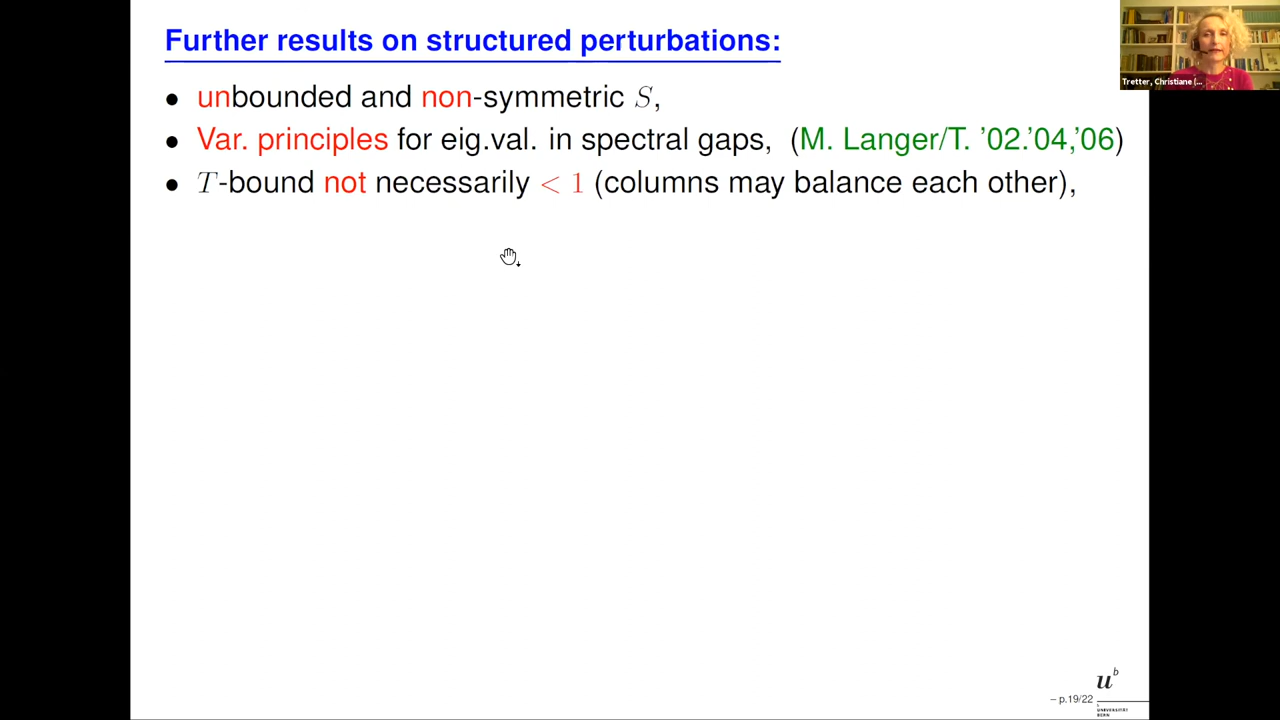 Further results on structured perturbations:
• unbounded and non-symmetric S,
• Var. principles for eig.val. in spectral gaps, (M. Langer/T. '02.'04,'06)
• T-bound not necessarily < 1 (columns may balance each other),
Tretter, Christiane (...
– p.19/22
u^b
UNIVERSITÄT
BERN